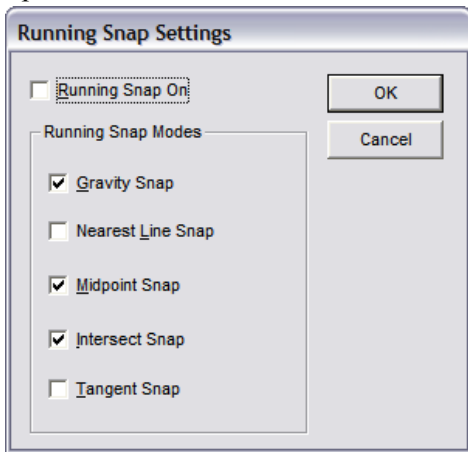 Running Snap Settings
Running Snap On
OK
Running Snap Modes
Cancel
Gravity Snap
Nearest Line Snap
Midpoint Snap
Intersect Snap
Tangent Snap